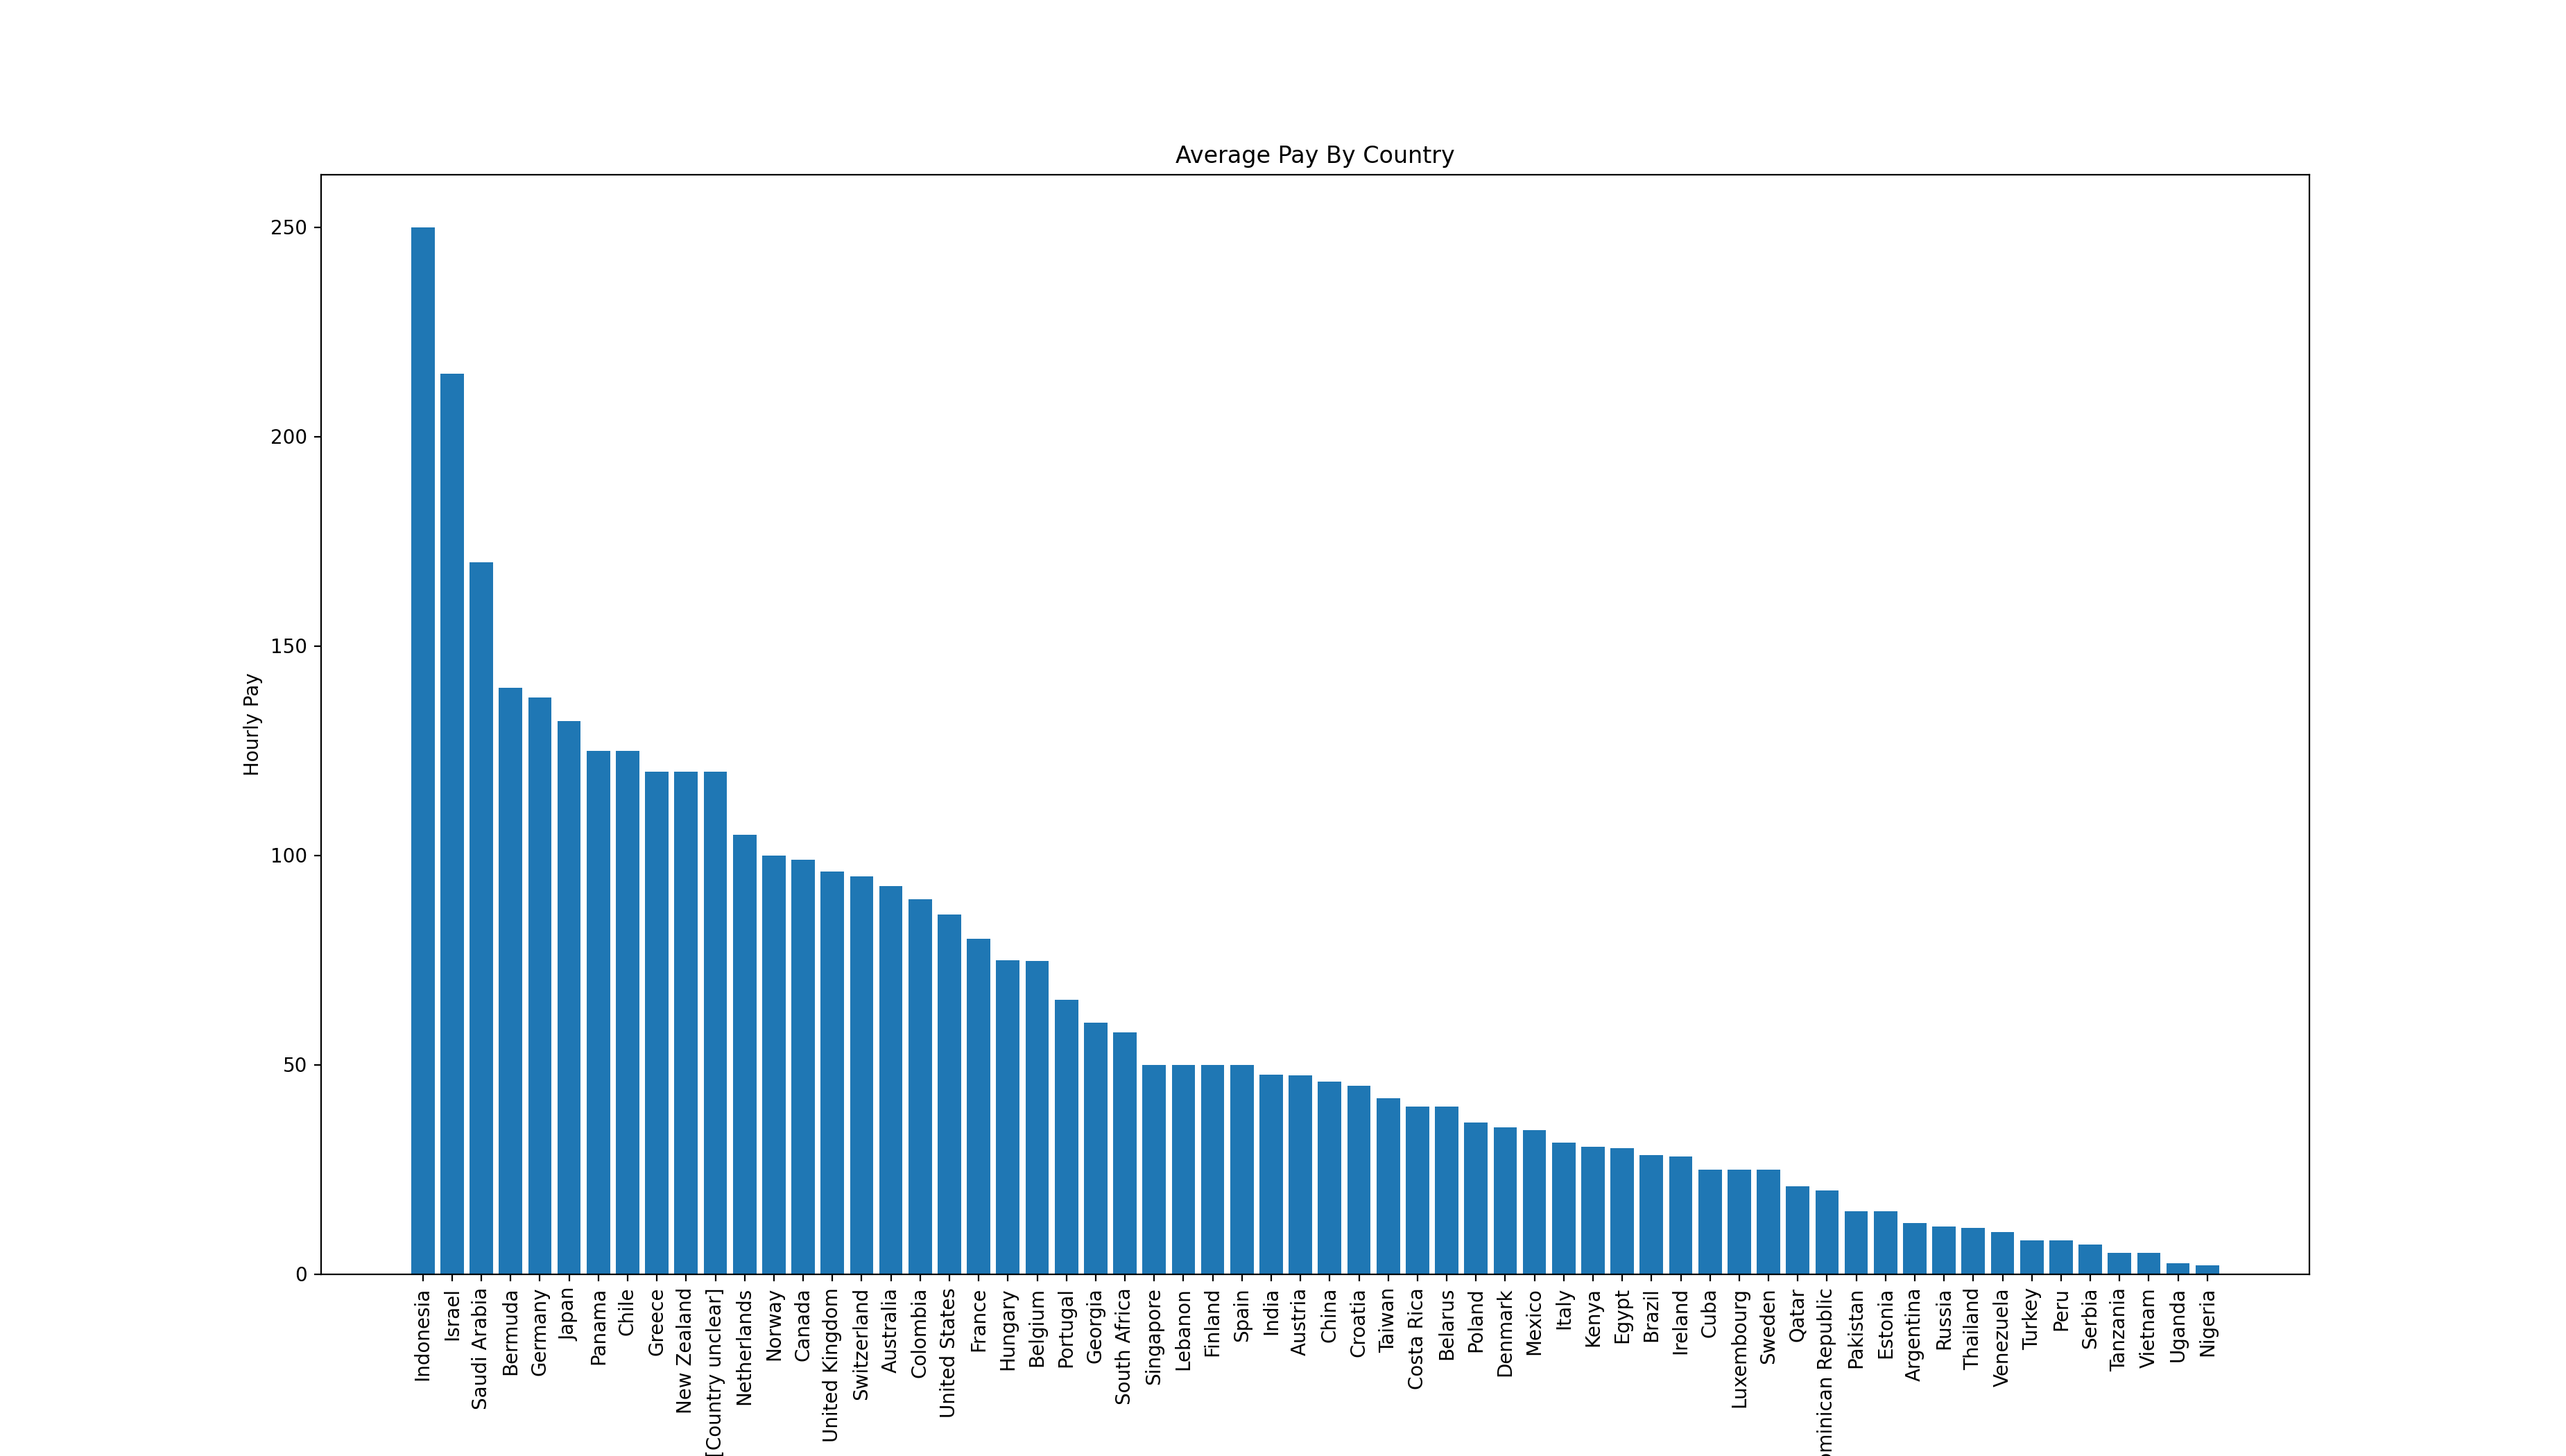 Average Pay By Country
250
200
150
100
50
0
Hourly Pay
Indonesia
Israel
Saudi Arabia
Bermuda
Germany
Japan
Panama
Chile
Greece
New Zealand
[Country unclear]
Netherlands
Norway
Canada
United Kingdom
Switzerland
Australia
Colombia
United States
France
Hungary
Belgium
Portugal
Georgia
South Africa
Singapore
Lebanon
Finland
Spain
India
Austria
China
Croatia
Taiwan
Costa Rica
Belarus
Poland
Denmark
Mexico
Italy
Kenya
Egypt
Brazil
Ireland
Cuba
Luxembourg
Sweden
Qatar
ominican Republic
Pakistan
Estonia
Argentina
Russia
Thailand
Venezuela
Turkey
Peru
Serbia
Tanzania
Vietnam
Uganda
Nigeria